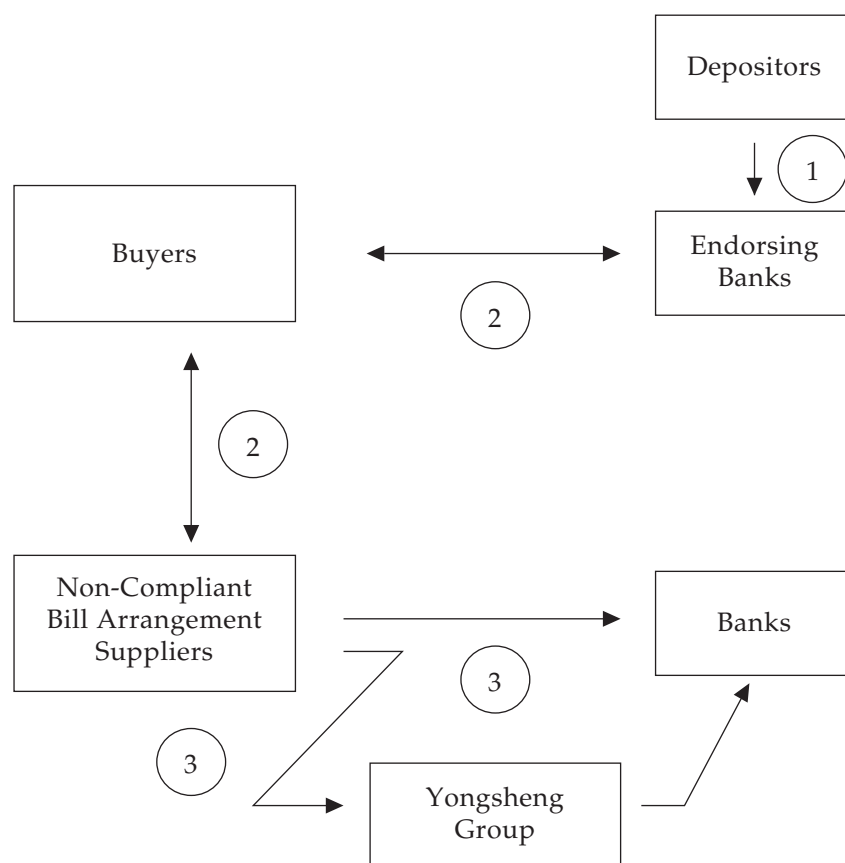 Depositors
1
Buyers
Endorsing
Banks
2
2
Non-Compliant
Bill Arrangement
Suppliers
Banks
3
3
Yongsheng
Group